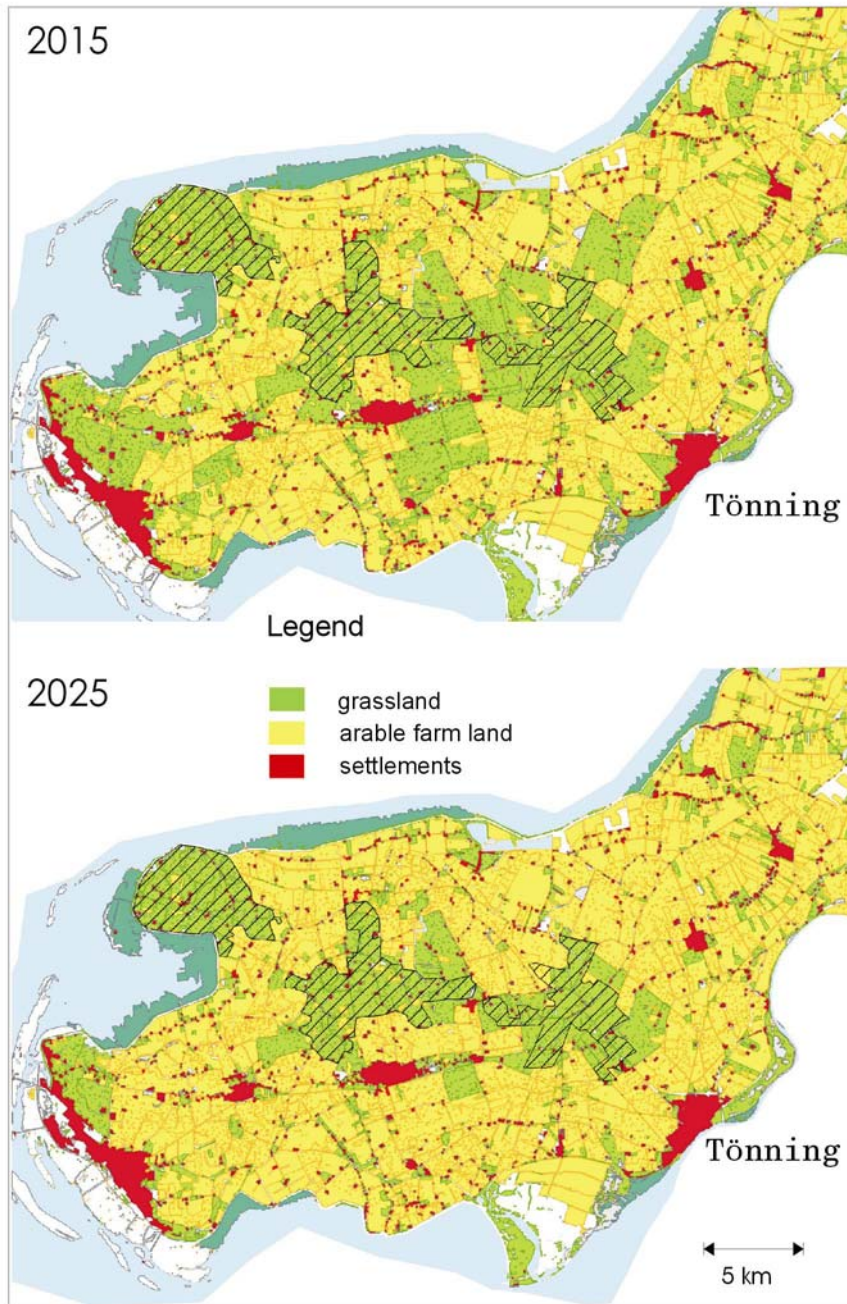 2015
Tönning
Legend
2025
grassland
arable farm land
settlements
Tönning
5 km